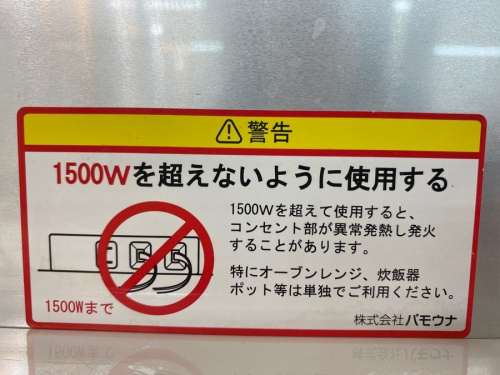 ⚠警告
1500Wを超えないように使用する
1500Wを超えて使用すると、
コンセント部が異常発熱し発火
することがあります。
特にオーブンレンジ、炊飯器
ポット等は単独でご利用ください。
1500Wまで
株式会社パモウナ